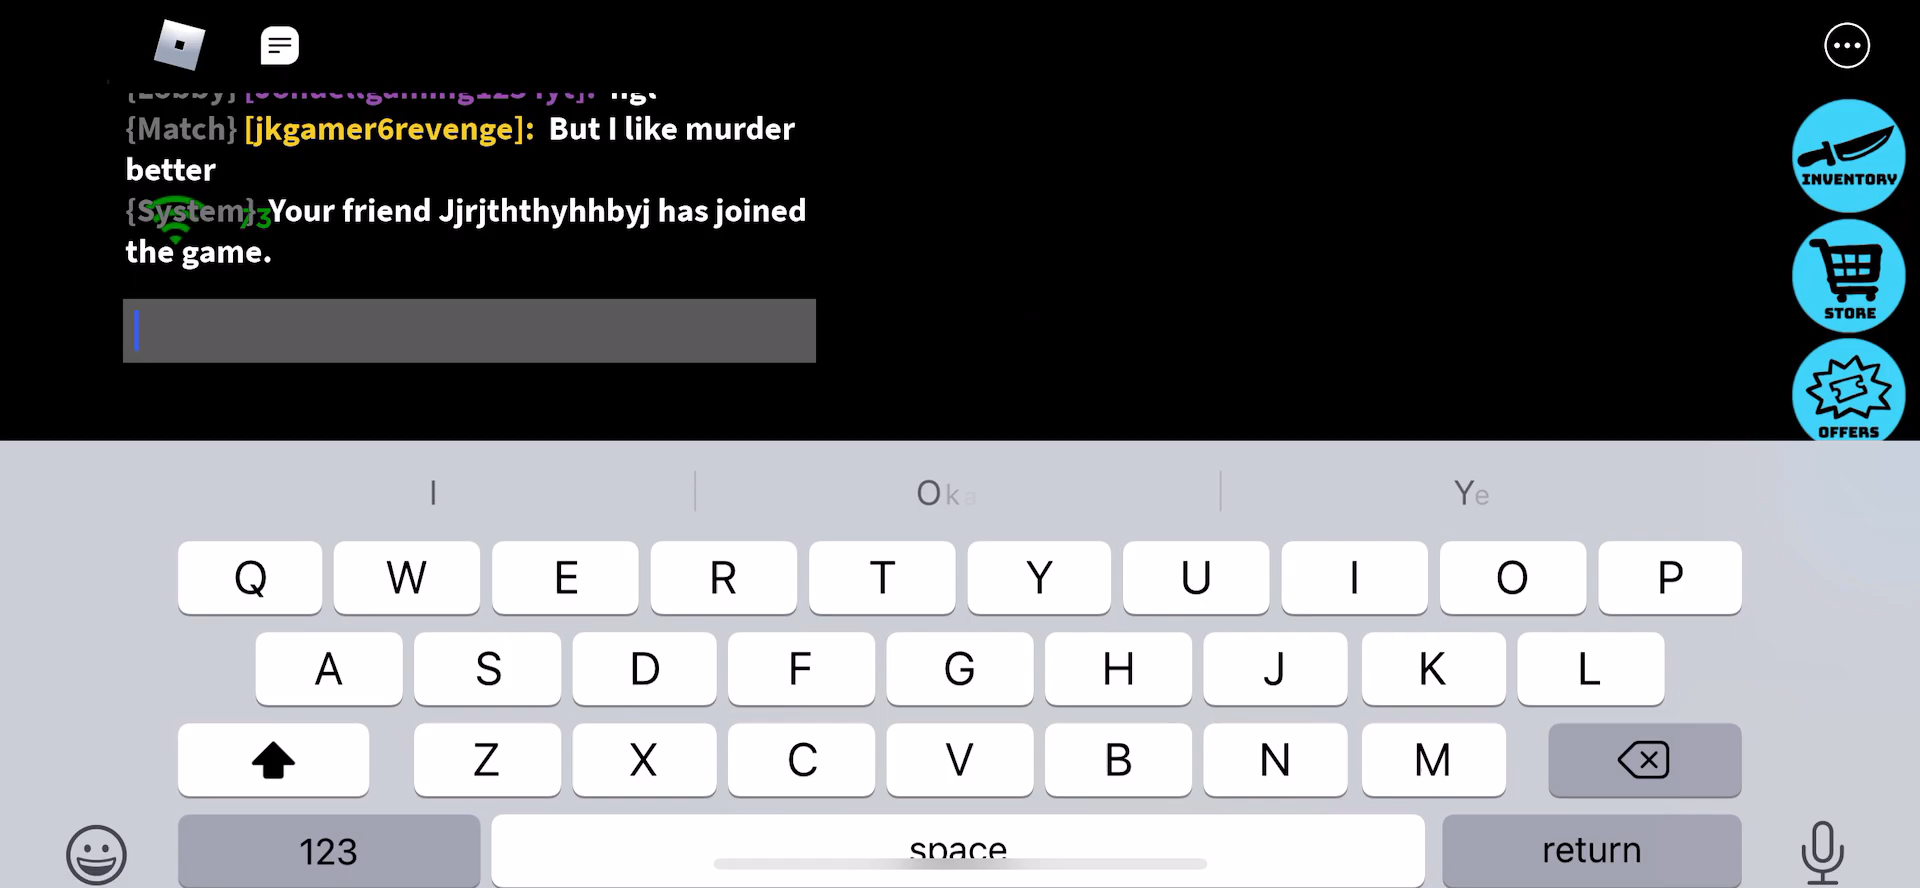 {Match} [jkgamer6revenge]: But I like murder
better
{System} Your friend Jjrjththyhhbyj has joined
the game.
INVENTORY
STORE
OFFERS
I Oka Ye
Q W E R T Y U I O P
A S D F G H J K L
Z X C V B N M
123 space return